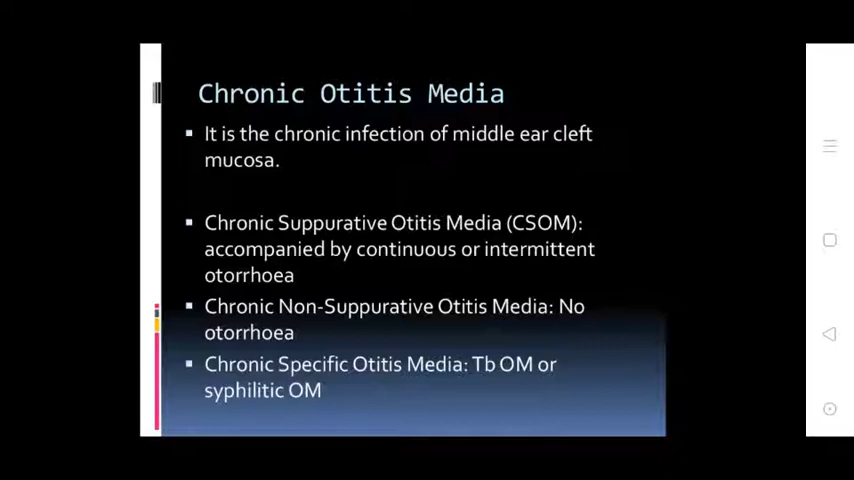 Chronic Otitis Media
▪ It is the chronic infection of middle ear cleft
mucosa.
▪ Chronic Suppurative Otitis Media (CSOM):
accompanied by continuous or intermittent
otorrhoea
▪ Chronic Non-Suppurative Otitis Media: No
otorrhoea
▪ Chronic Specific Otitis Media: Tb OM or
syphilitic OM